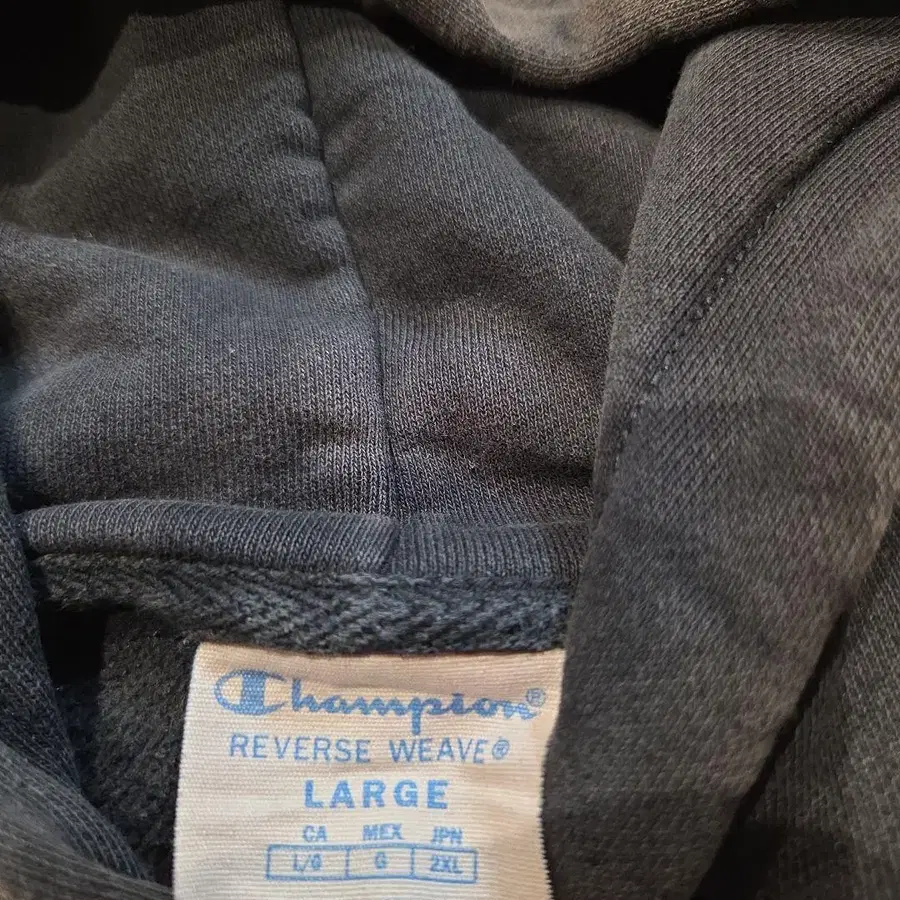 Champion®
REVERSE WEAVE®
LARGE
CA MEX JPN
L/G G 2XL